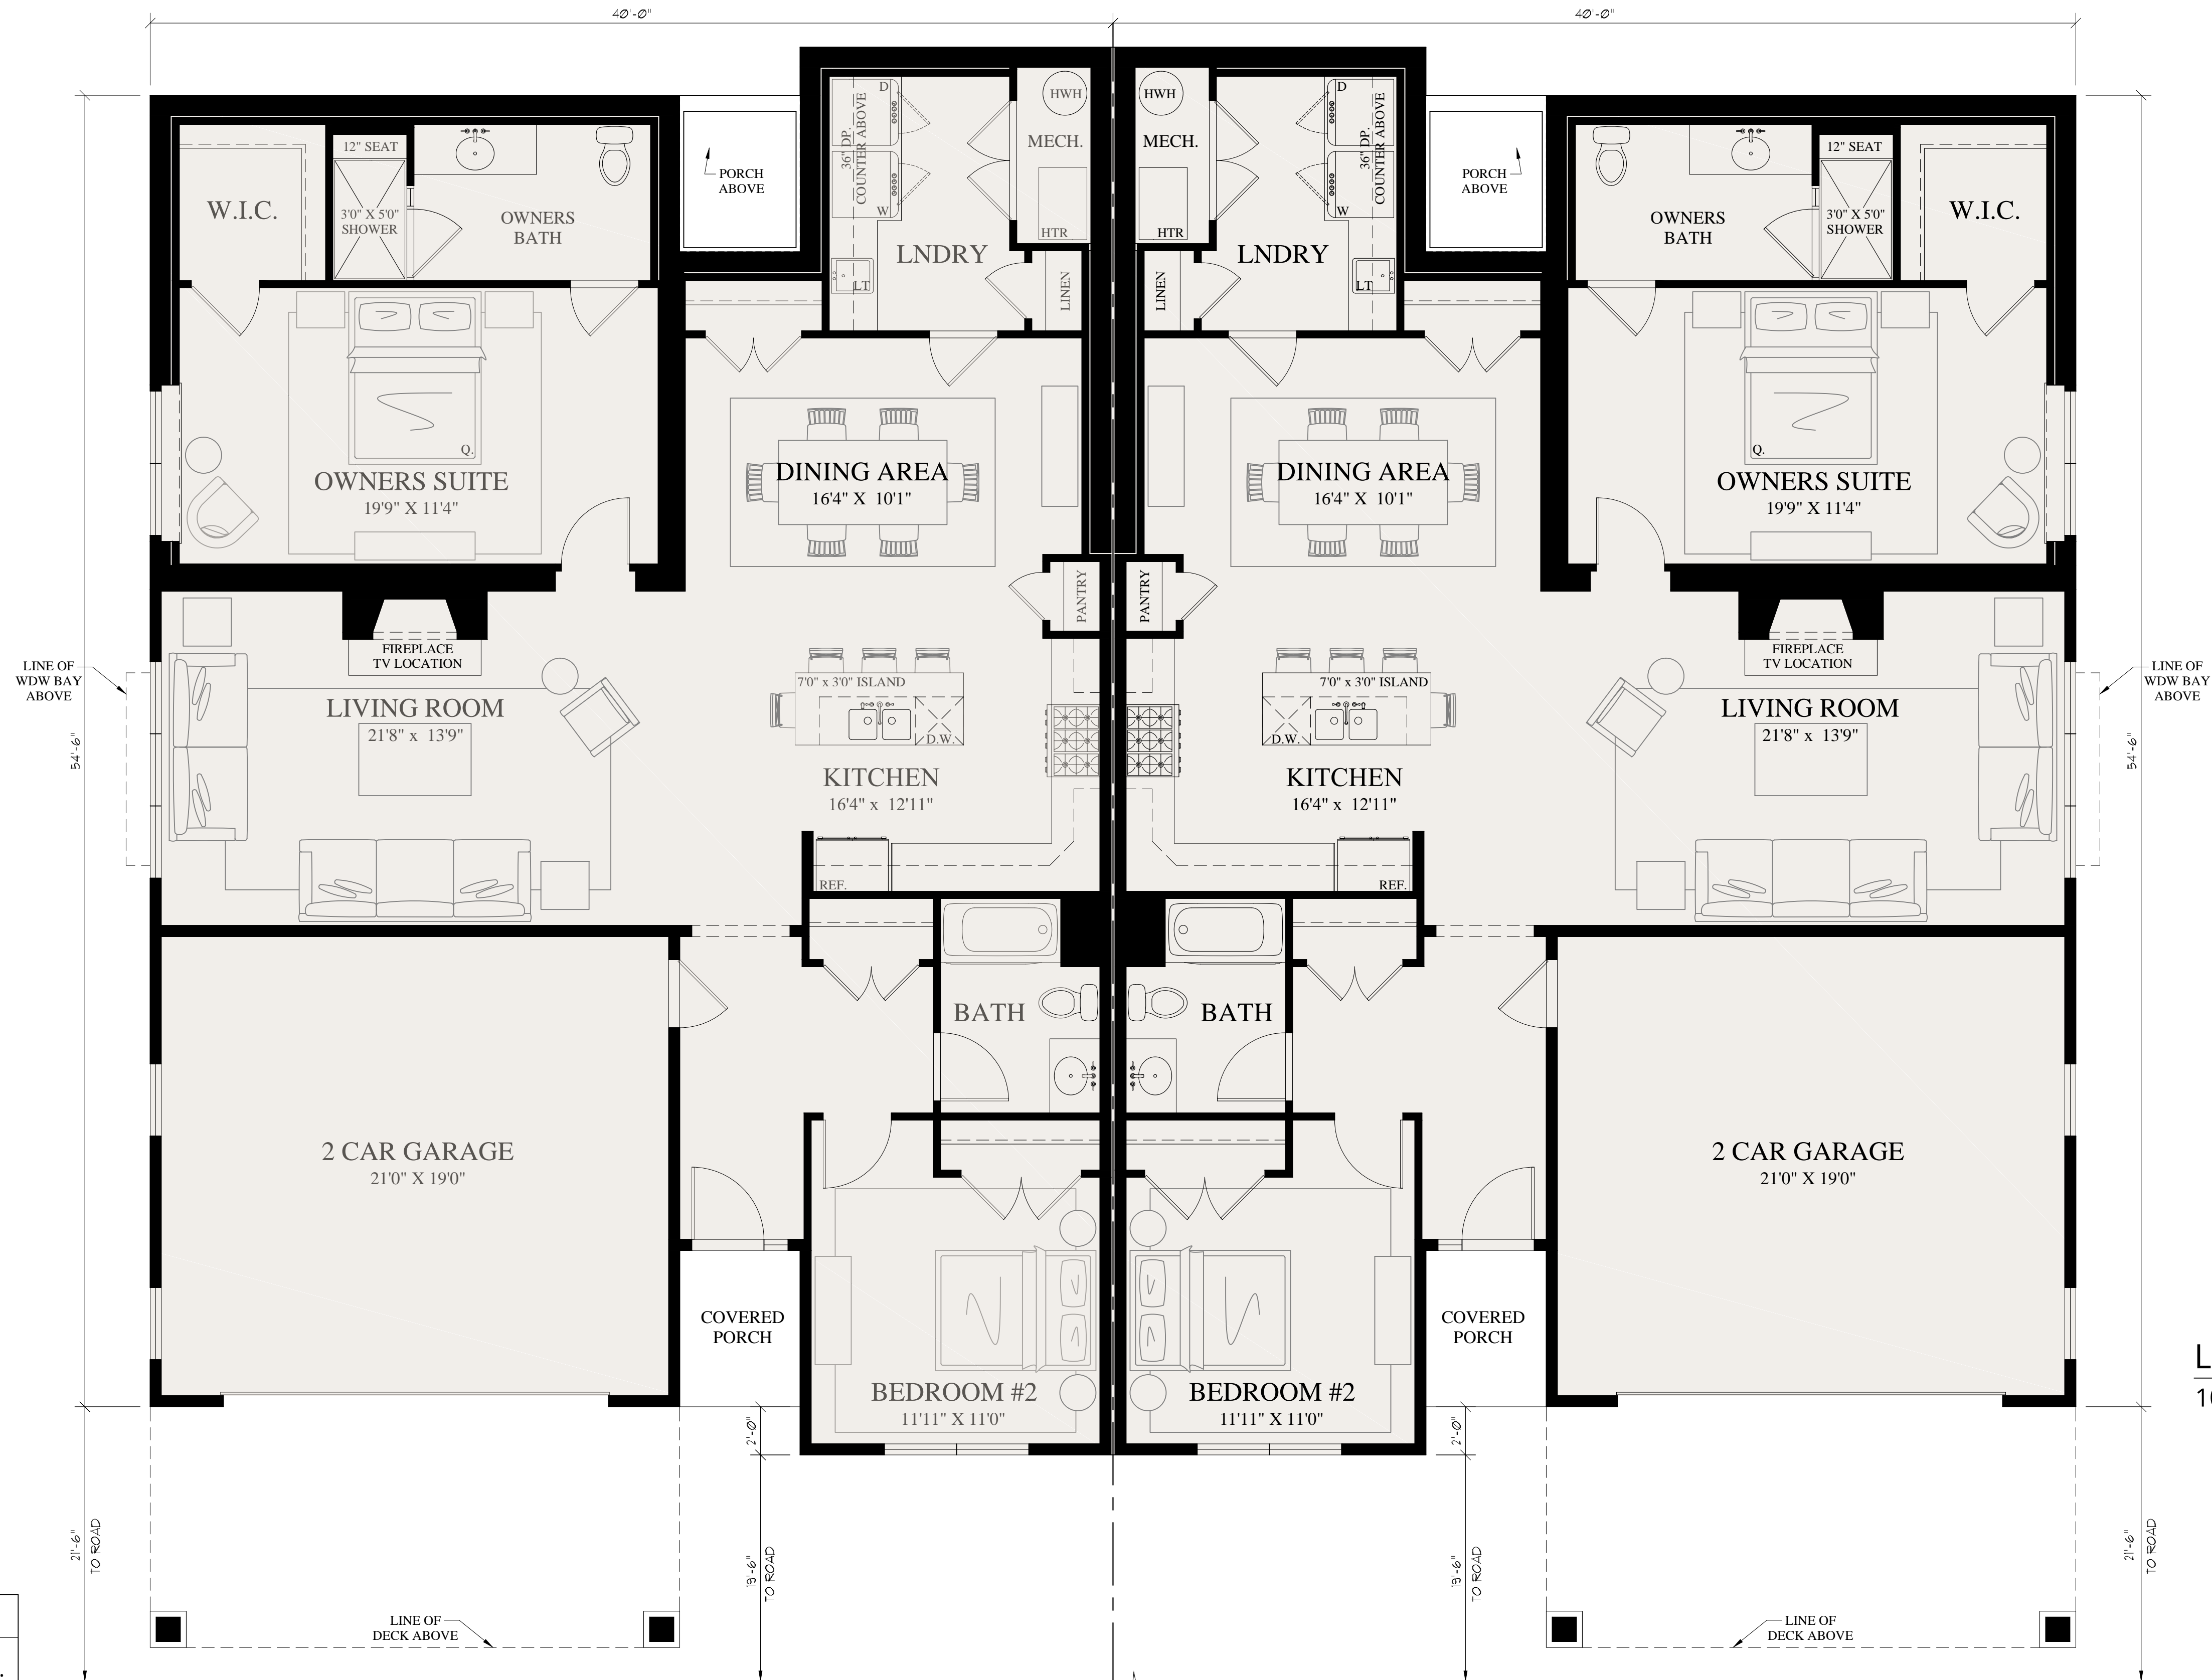 40'-0"
40'-0"
12" SEAT
W.I.C.
3'0" X 5'0"
SHOWER
OWNERS
BATH
PORCH
ABOVE
D
36" DP.
COUNTER ABOVE
W
HWH
MECH.
HTR
LNDRY
LT
LINEN
HWH
MECH.
HTR
D
36" DP.
COUNTER ABOVE
W
LNDRY
LT
LINEN
PORCH
ABOVE
OWNERS
BATH
12" SEAT
3'0" X 5'0"
SHOWER
W.I.C.
Q.
OWNERS SUITE
19'9" X 11'4"
DINING AREA
16'4" X 10'1"
DINING AREA
16'4" X 10'1"
Q.
OWNERS SUITE
19'9" X 11'4"
PANTRY
PANTRY
LINE OF
WDW BAY
ABOVE
54'-6"
FIREPLACE
TV LOCATION
LIVING ROOM
21'8" x 13'9"
7'0" x 3'0" ISLAND
D.W.
KITCHEN
16'4" x 12'11"
REF.
7'0" x 3'0" ISLAND
D.W.
KITCHEN
16'4" x 12'11"
REF.
FIREPLACE
TV LOCATION
LIVING ROOM
21'8" x 13'9"
LINE OF
WDW BAY
ABOVE
54'-6"
BATH
BATH
2 CAR GARAGE
21'0" X 19'0"
2 CAR GARAGE
21'0" X 19'0"
COVERED
PORCH
BEDROOM #2
11'11" X 11'0"
BEDROOM #2
11'11" X 11'0"
COVERED
PORCH
2'-0"
2'-0"
21'-6"
TO ROAD
19'-6"
TO ROAD
19'-6"
TO ROAD
21'-6"
TO ROAD
LINE OF
DECK ABOVE
LINE OF
DECK ABOVE